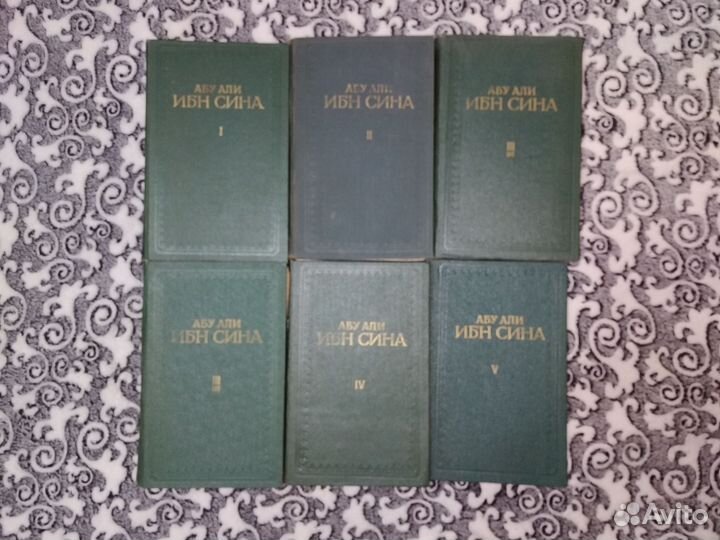 АБУ АЛИ
ИБН СИНА
I
АБУ АЛИ
ИБН СИНА
II
АБУ АЛИ
ИБН СИНА
III
АБУ АЛИ
ИБН СИНА
III
АБУ АЛИ
ИБН СИНА
IV
АБУ АЛИ
ИБН СИНА
V
Avito